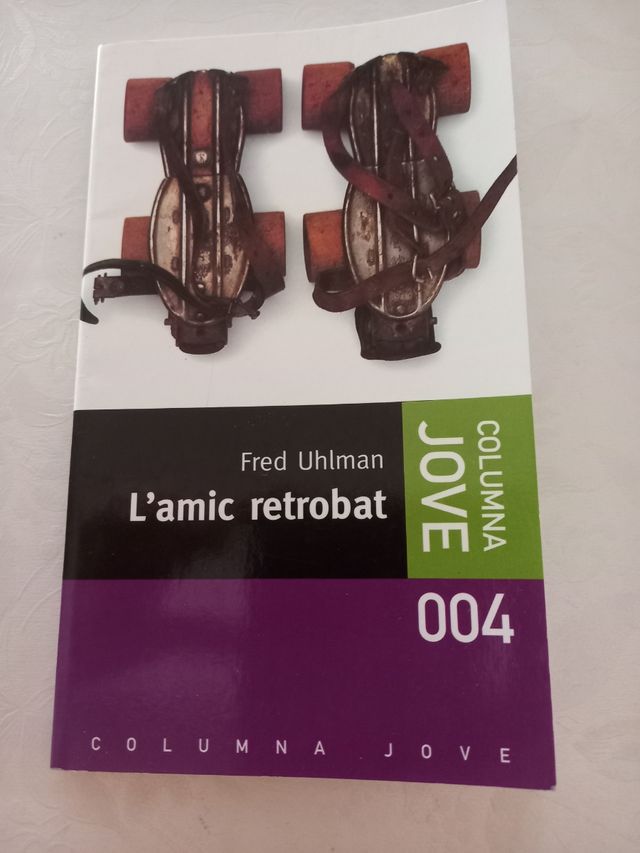 Fred Uhlman
L'amic retrobat
COLUMNA
JOVE
004
COLUMNA JOVE